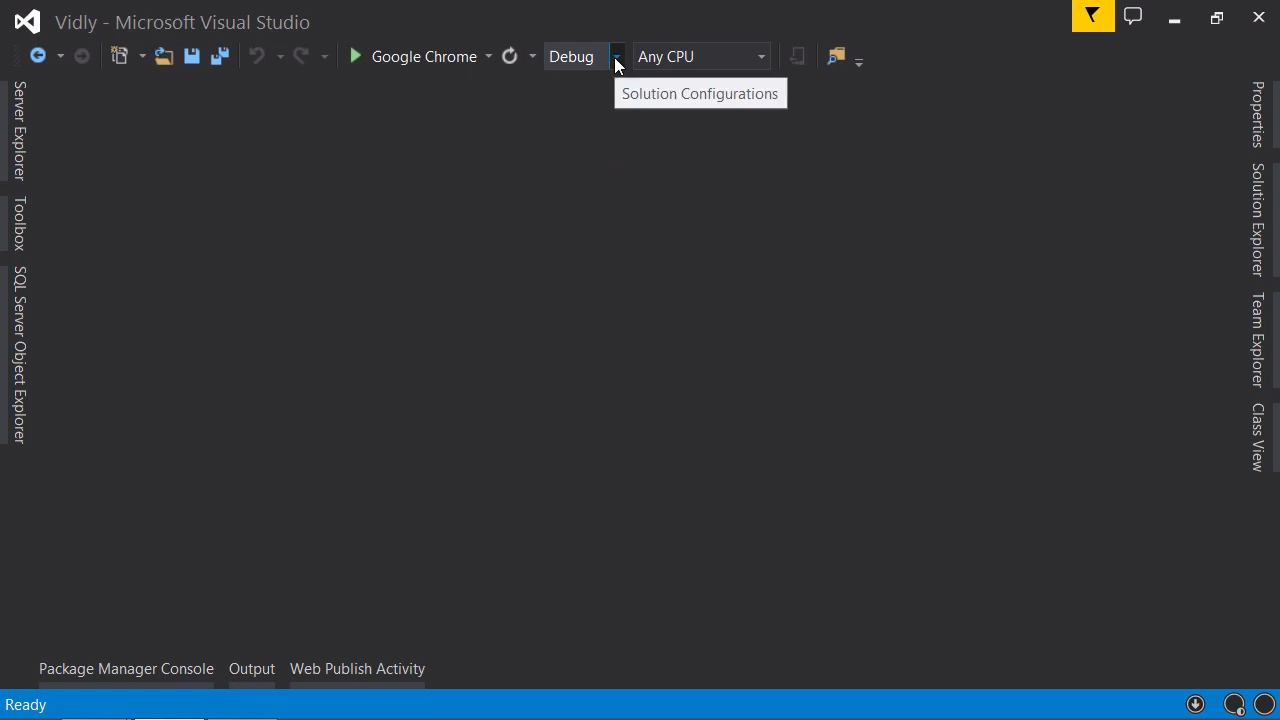 Vidly - Microsoft Visual Studio
Google Chrome
Debug
Any CPU
Solution Configurations
Server Explorer
Toolbox
SQL Server Object Explorer
Properties
Solution Explorer
Team Explorer
Class View
Package Manager Console
Output
Web Publish Activity
Ready